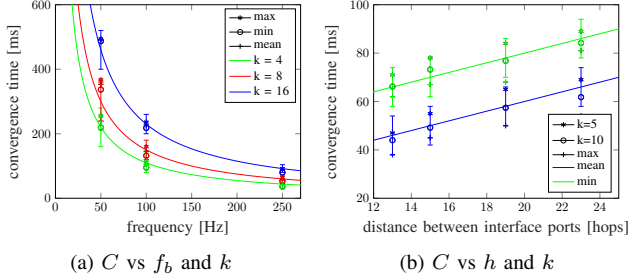 600
400
200
0
0 50 100 150 200 250
convergence time [ms]
frequency [Hz]
max
min
mean
k = 4
k = 8
k = 16
(a) C vs f_b and k
100
80
60
40
20
12 14 16 18 20 22 24
convergence time [ms]
distance between interface ports [hops]
k=5
k=10
max
mean
min
(b) C vs h and k